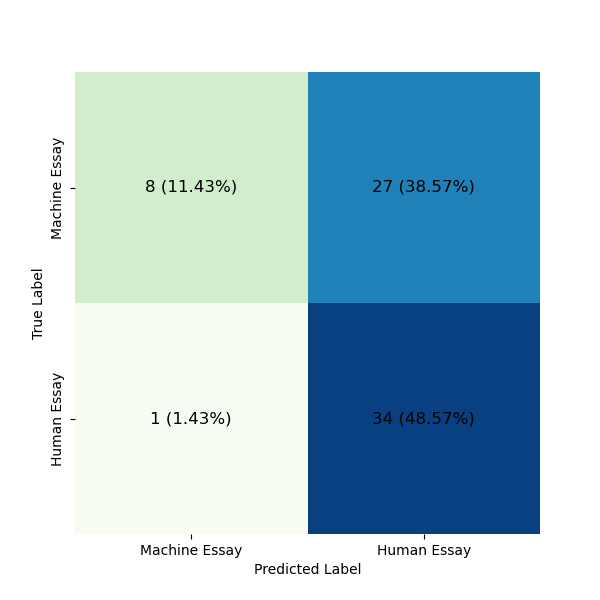 True Label
Machine Essay
8 (11.43%)
27 (38.57%)
Human Essay
1 (1.43%)
34 (48.57%)
Machine Essay
Human Essay
Predicted Label